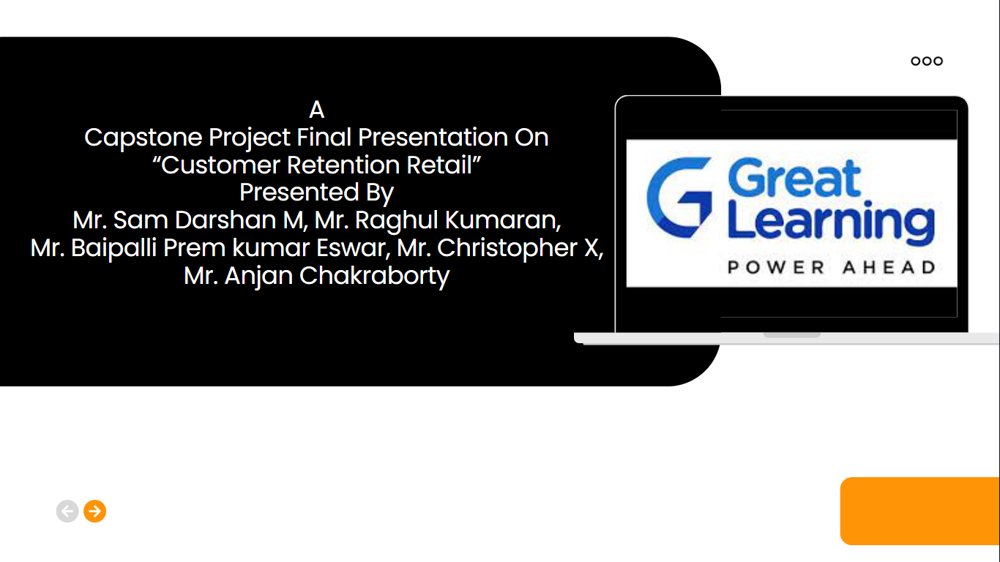 A
Capstone Project Final Presentation On
“Customer Retention Retail”
Presented By
Mr. Sam Darshan M, Mr. Raghul Kumaran,
Mr. Baipalli Prem kumar Eswar, Mr. Christopher X,
Mr. Anjan Chakraborty
Great
Learning
POWER AHEAD